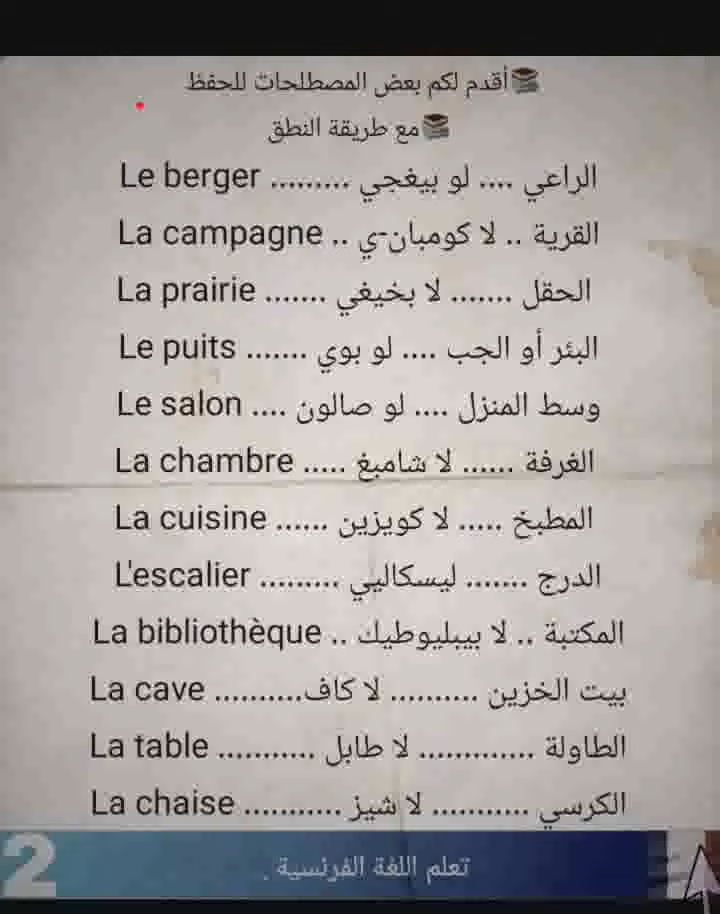 📚أقدم لكم بعض المصطلحات للحفظ
📚مع طريقة النطق
الراعي .... لو بيغجي ......... Le berger
القرية .. لا كومبان-ي .. La campagne
الحقل ....... لا بخيغي ....... La prairie
البئر أو الجب .... لو بوي ....... Le puits
وسط المنزل .... لو صالون .... Le salon
الغرفة ...... لا شامبغ ..... La chambre
المطبخ ..... لا كويزين ...... La cuisine
الدرج ....... ليسكاليي ......... L'escalier
المكتبة .. لا بيبليوطيك .. La bibliothèque
بيت الخزين .......... لا كاف.......... La cave
الطاولة ............. لا طابل ........... La table
الكرسي ........... لا شيز ........... La chaise
تعلم اللغة الفرنسية .
2